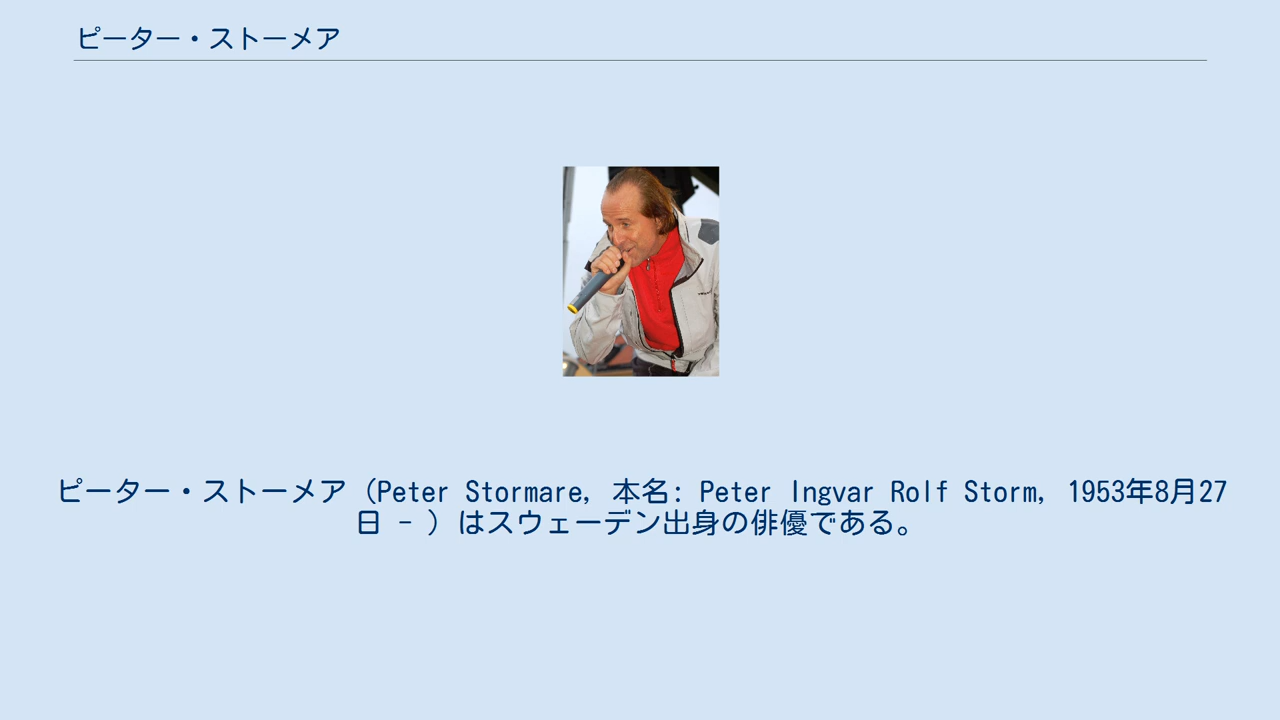 ピーター・ストーメア
ピーター・ストーメア（Peter Stormare, 本名: Peter Ingvar Rolf Storm, 1953年8月27
日 - ）はスウェーデン出身の俳優である。